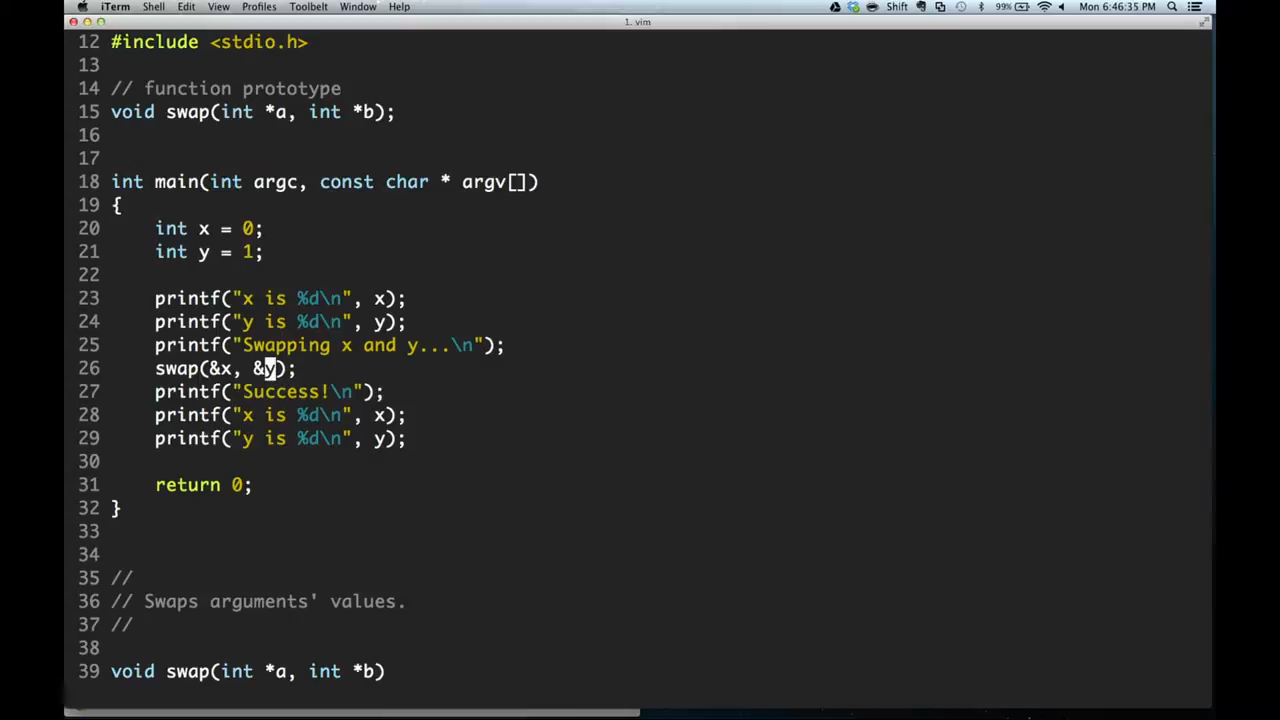 iTerm Shell Edit View Profiles Toolbelt Window Help Shift 99% Mon 6:46:35 PM
1. vim
12 #include <stdio.h>
13
14 // function prototype
15 void swap(int *a, int *b);
16
17
18 int main(int argc, const char * argv[])
19 {
20     int x = 0;
21     int y = 1;
22
23     printf("x is %d\n", x);
24     printf("y is %d\n", y);
25     printf("Swapping x and y...\n");
26     swap(&x, &y);
27     printf("Success!\n");
28     printf("x is %d\n", x);
29     printf("y is %d\n", y);
30
31     return 0;
32 }
33
34
35 //
36 // Swaps arguments' values.
37 //
38
39 void swap(int *a, int *b)